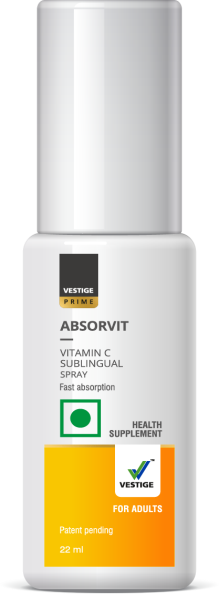 VESTIGE
PRIME
ABSORVIT
VITAMIN C
SUBLINGUAL
SPRAY
Fast absorption
HEALTH
SUPPLEMENT
VESTIGE
FOR ADULTS
Patent pending
22 ml